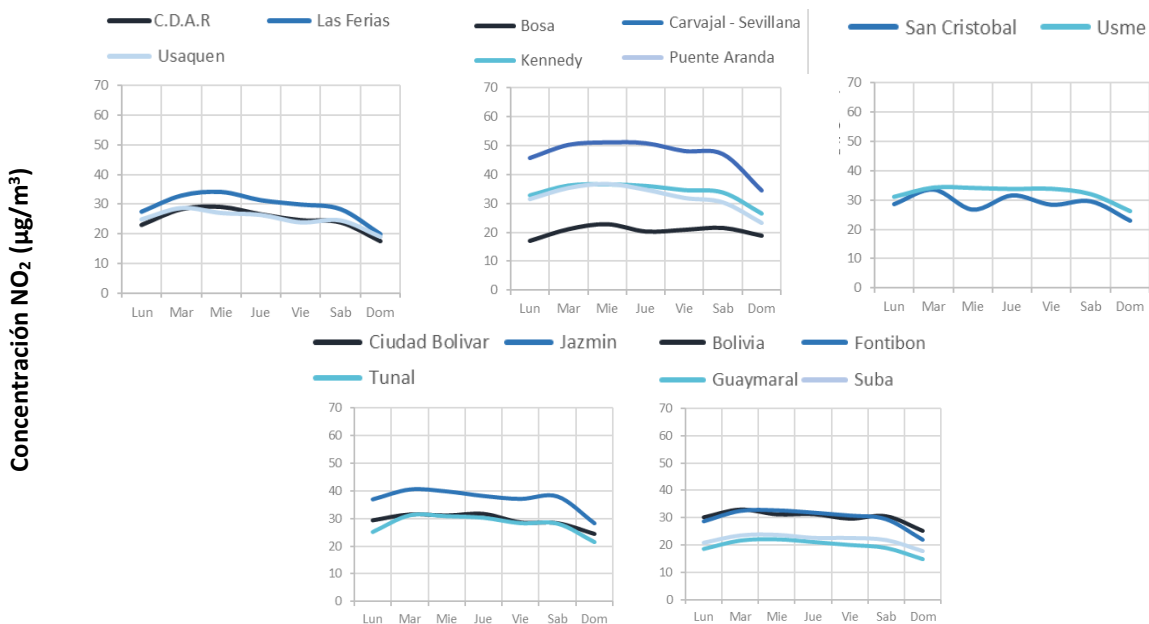 Concentración NO₂ (µg/m³)
C.D.A.R Las Ferias
Usaquen
70
60
50
40
30
20
10
0
Lun Mar Mie Jue Vie Sab Dom
Bosa Carvajal - Sevillana
Kennedy Puente Aranda
70
60
50
40
30
20
10
0
Lun Mar Mie Jue Vie Sab Dom
San Cristobal Usme
70
60
50
40
30
20
10
0
Lun Mar Mie Jue Vie Sab Dom
Ciudad Bolivar Jazmin
Tunal
70
60
50
40
30
20
10
0
Lun Mar Mie Jue Vie Sab Dom
Bolivia Fontibon
Guaymaral Suba
70
60
50
40
30
20
10
0
Lun Mar Mie Jue Vie Sab Dom